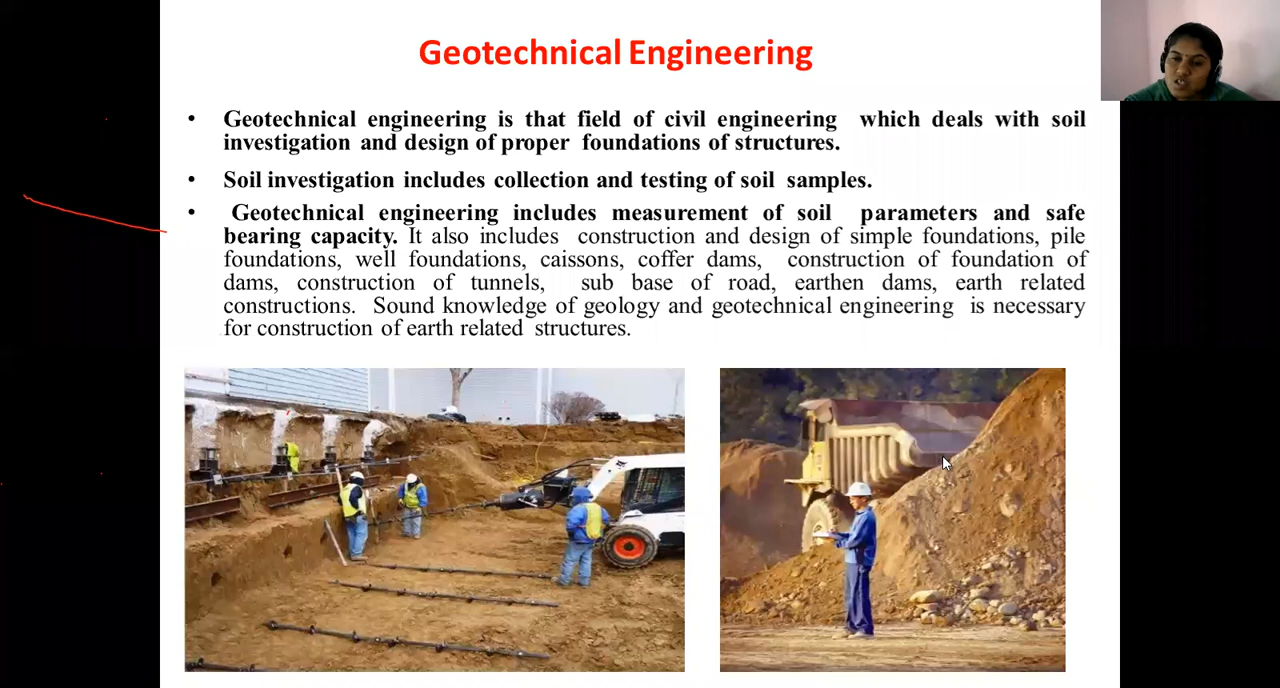 Geotechnical Engineering
• Geotechnical engineering is that field of civil engineering which deals with soil
investigation and design of proper foundations of structures.
• Soil investigation includes collection and testing of soil samples.
• Geotechnical engineering includes measurement of soil parameters and safe
bearing capacity. It also includes construction and design of simple foundations, pile
foundations, well foundations, caissons, coffer dams, construction of foundation of
dams, construction of tunnels, sub base of road, earthen dams, earth related
constructions. Sound knowledge of geology and geotechnical engineering is necessary
for construction of earth related structures.